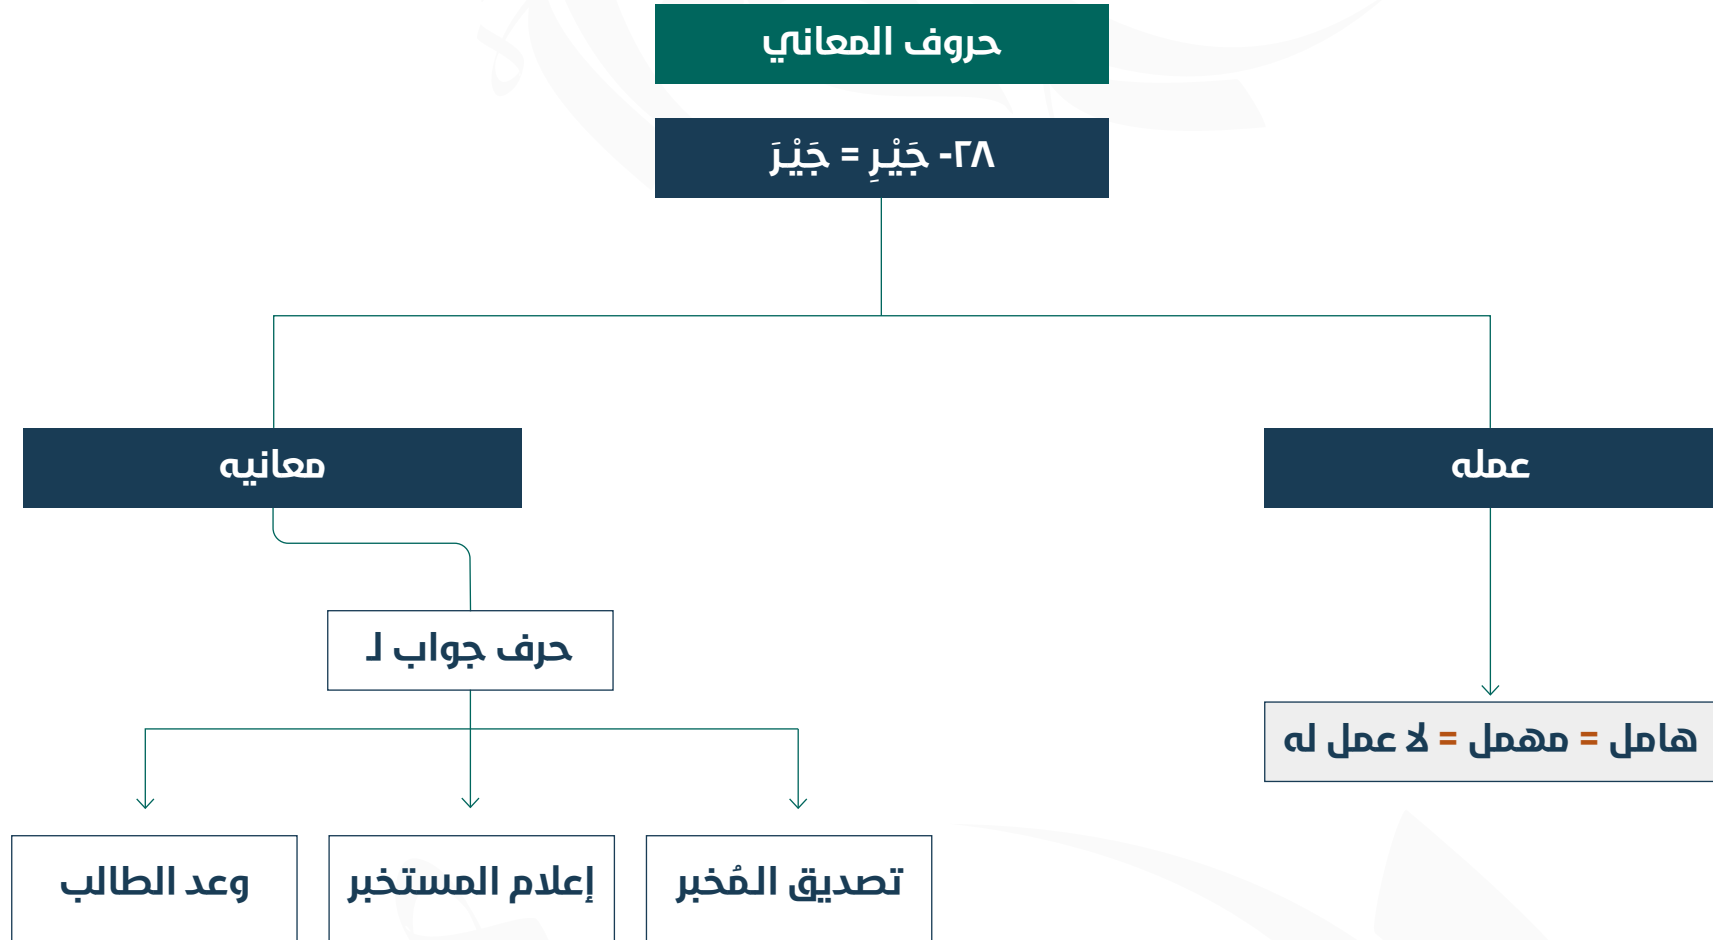 حروف المعاني
٢٨- جَيْرِ = جَيْرَ
عمله
معانيه
هامل = مهمل = لا عمل له
حرف جواب لـ
تصديق المُخبر
إعلام المستخبر
وعد الطالب